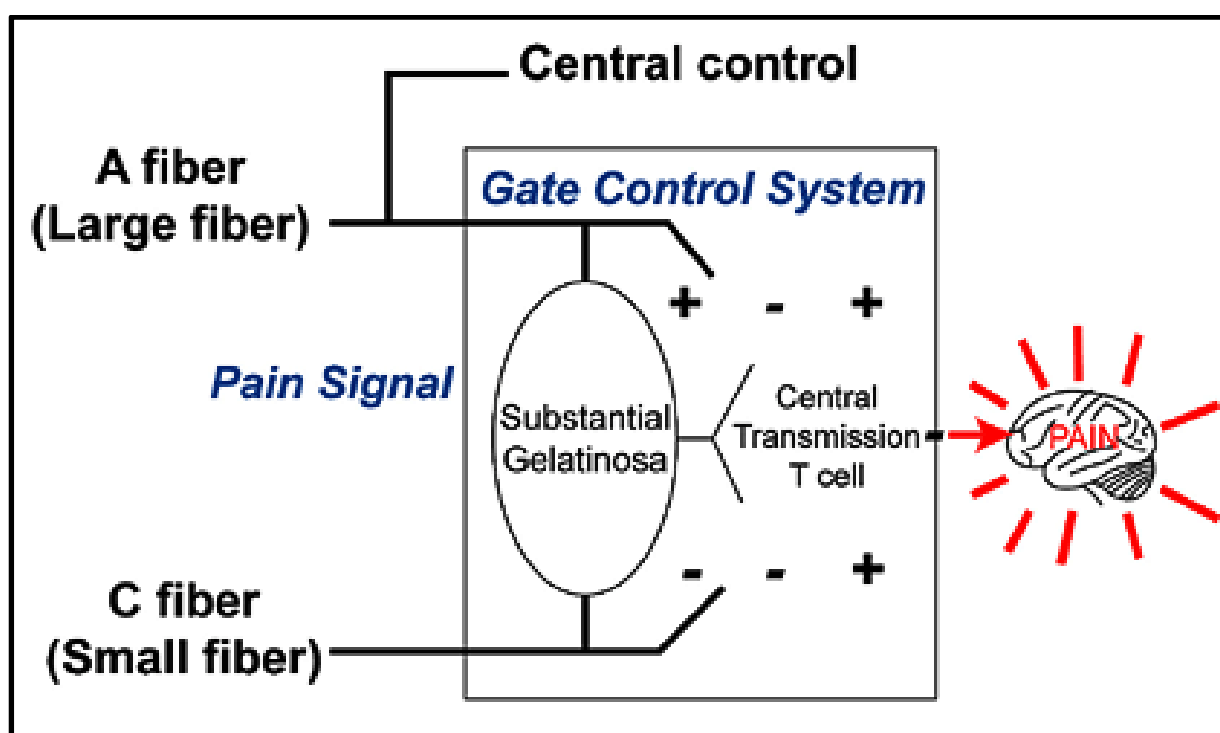 Central control
A fiber
(Large fiber)
Gate Control System
+ - +
Pain Signal
Substantial
Gelatinosa
Central
Transmission -
T cell
PAIN
- - +
C fiber
(Small fiber)